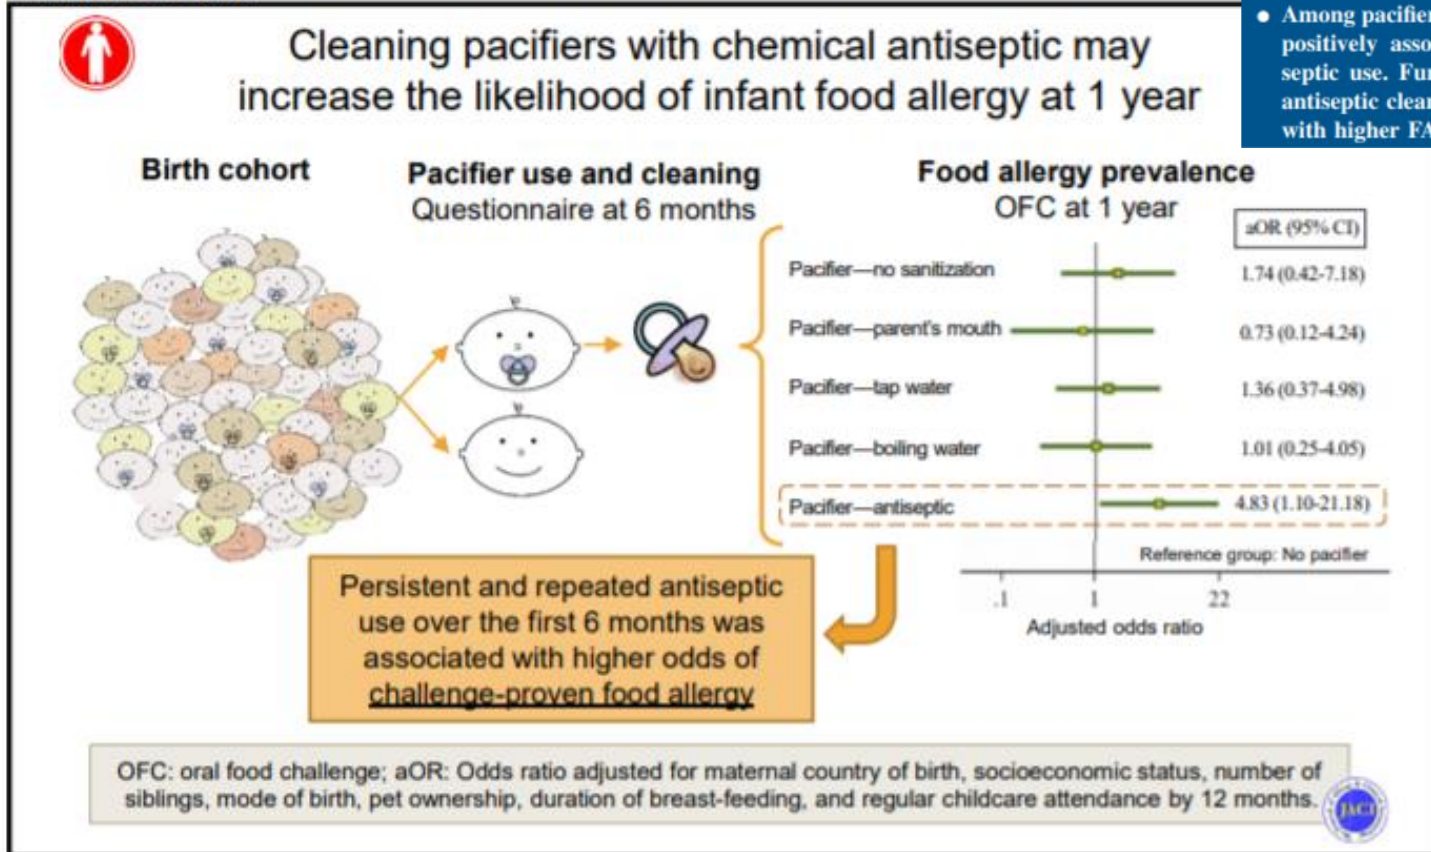 Cleaning pacifiers with chemical antiseptic may
increase the likelihood of infant food allergy at 1 year
● Among pacifier
positively asso
septic use. Fur
antiseptic clear
with higher FA
Birth cohort
Pacifier use and cleaning
Questionnaire at 6 months
Food allergy prevalence
OFC at 1 year
aOR (95% CI)
Pacifier—no sanitization 1.74 (0.42-7.18)
Pacifier—parent's mouth 0.73 (0.12-4.24)
Pacifier—tap water 1.36 (0.37-4.98)
Pacifier—boiling water 1.01 (0.25-4.05)
Pacifier—antiseptic 4.83 (1.10-21.18)
Reference group: No pacifier
.1 1 22
Adjusted odds ratio
Persistent and repeated antiseptic
use over the first 6 months was
associated with higher odds of
challenge-proven food allergy
OFC: oral food challenge; aOR: Odds ratio adjusted for maternal country of birth, socioeconomic status, number of
siblings, mode of birth, pet ownership, duration of breast-feeding, and regular childcare attendance by 12 months.
JACI